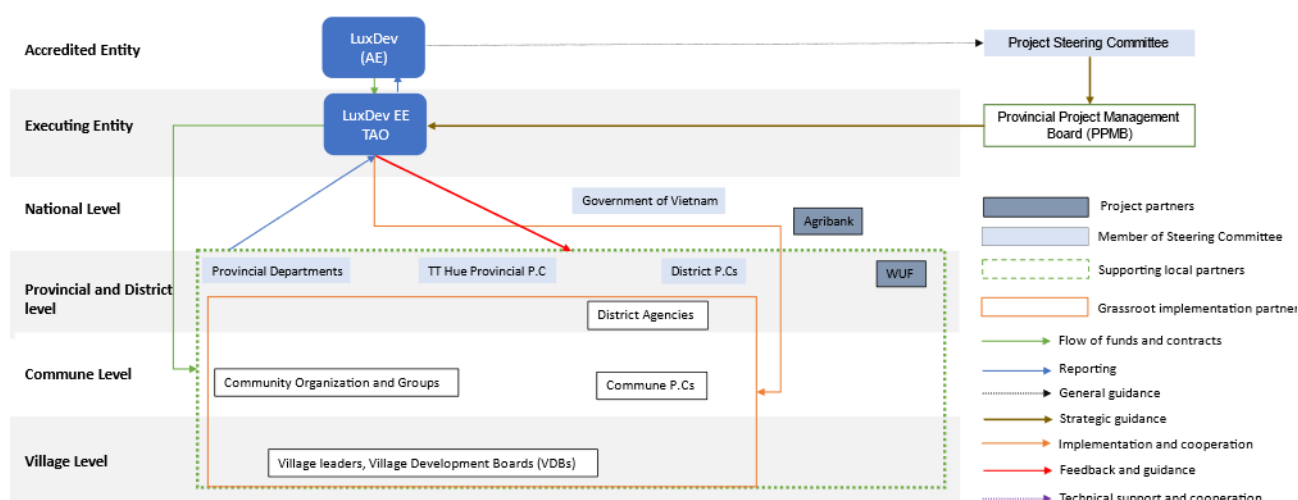 Accredited Entity
LuxDev
(AE)
Project Steering Committee
Executing Entity
LuxDev EE
TAO
Provincial Project Management
Board (PPMB)
National Level
Government of Vietnam
Agribank
Project partners
Member of Steering Committee
Provincial Departments
TT Hue Provincial P.C
District P.Cs
WUF
Supporting local partners
Provincial and District
level
Grassroot implementation partner
District Agencies
Flow of funds and contracts
Commune Level
Community Organization and Groups
Commune P.Cs
Reporting
General guidance
Strategic guidance
Implementation and cooperation
Village Level
Village leaders, Village Development Boards (VDBs)
Feedback and guidance
Technical support and cooperation